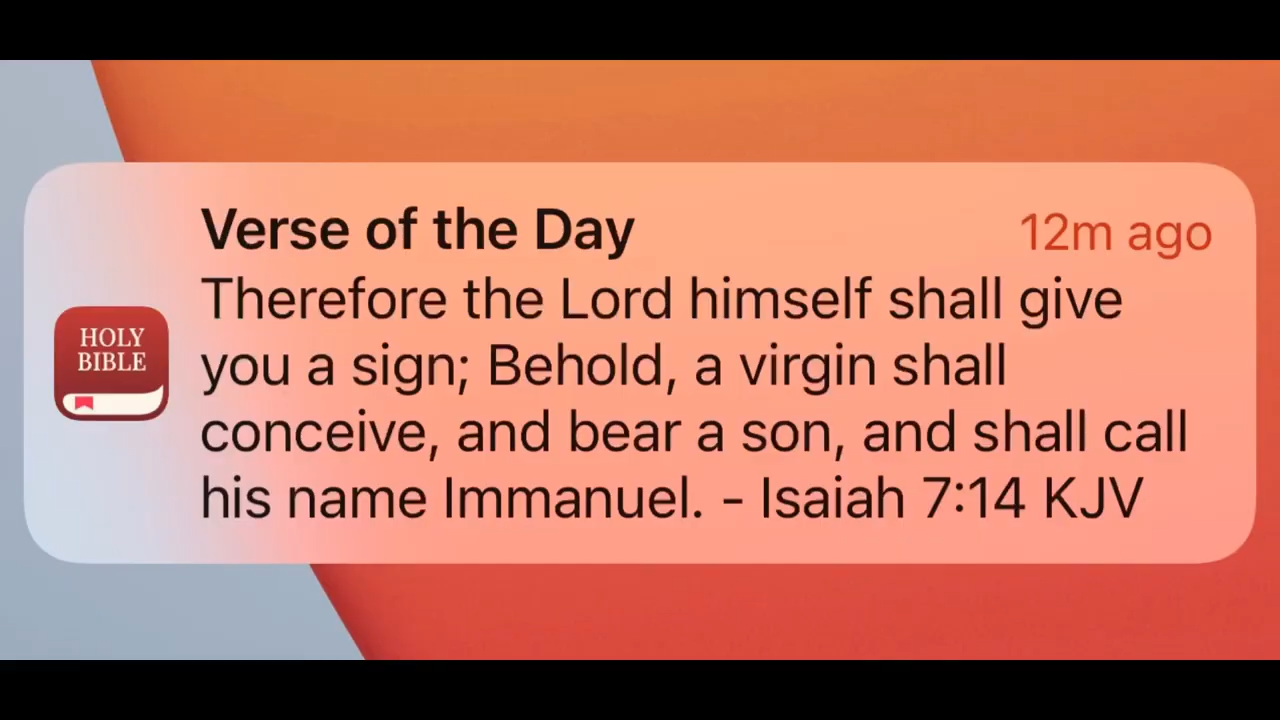 Verse of the Day
12m ago
Therefore the Lord himself shall give
you a sign; Behold, a virgin shall
conceive, and bear a son, and shall call
his name Immanuel. - Isaiah 7:14 KJV
HOLY
BIBLE